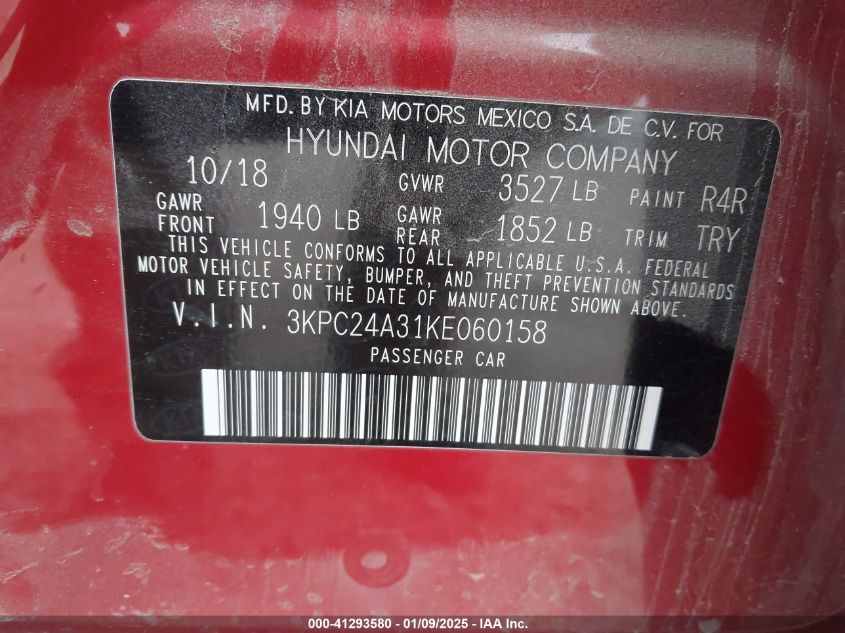 MFD. BY KIA MOTORS MEXICO S.A. DE C.V. FOR
HYUNDAI MOTOR COMPANY
10/18 GVWR 3527 LB PAINT R4R
GAWR FRONT 1940 LB GAWR REAR 1852 LB TRIM TRY
THIS VEHICLE CONFORMS TO ALL APPLICABLE U.S.A. FEDERAL
MOTOR VEHICLE SAFETY, BUMPER, AND THEFT PREVENTION STANDARDS
IN EFFECT ON THE DATE OF MANUFACTURE SHOWN ABOVE.
V.I.N. 3KPC24A31KE060158
PASSENGER CAR
000-41293580 - 01/09/2025 - IAA Inc.